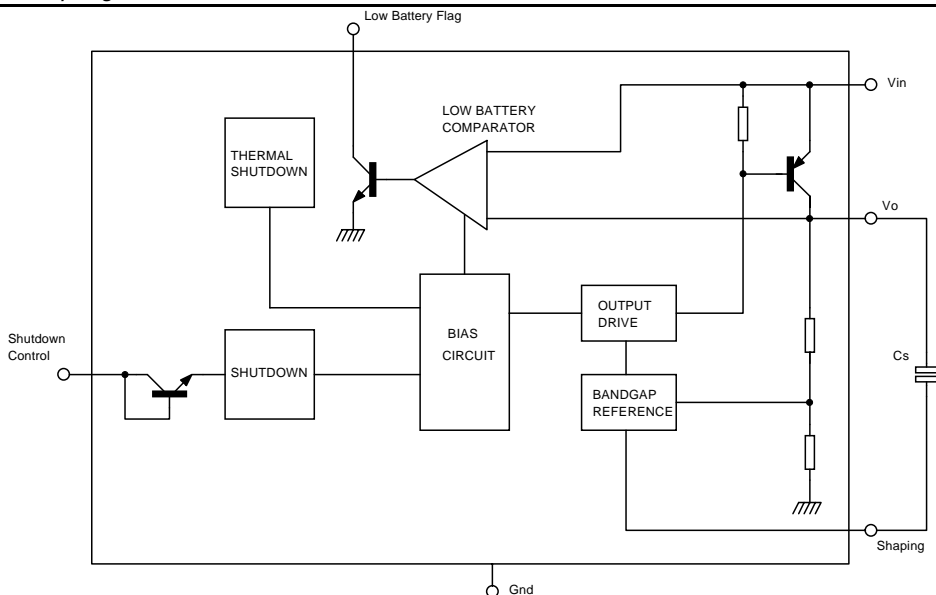 Low Battery Flag
Vin
LOW BATTERY
COMPARATOR
THERMAL
SHUTDOWN
Vo
OUTPUT
DRIVE
BIAS
CIRCUIT
Shutdown
Control
SHUTDOWN
Cs
BANDGAP
REFERENCE
Shaping
Gnd